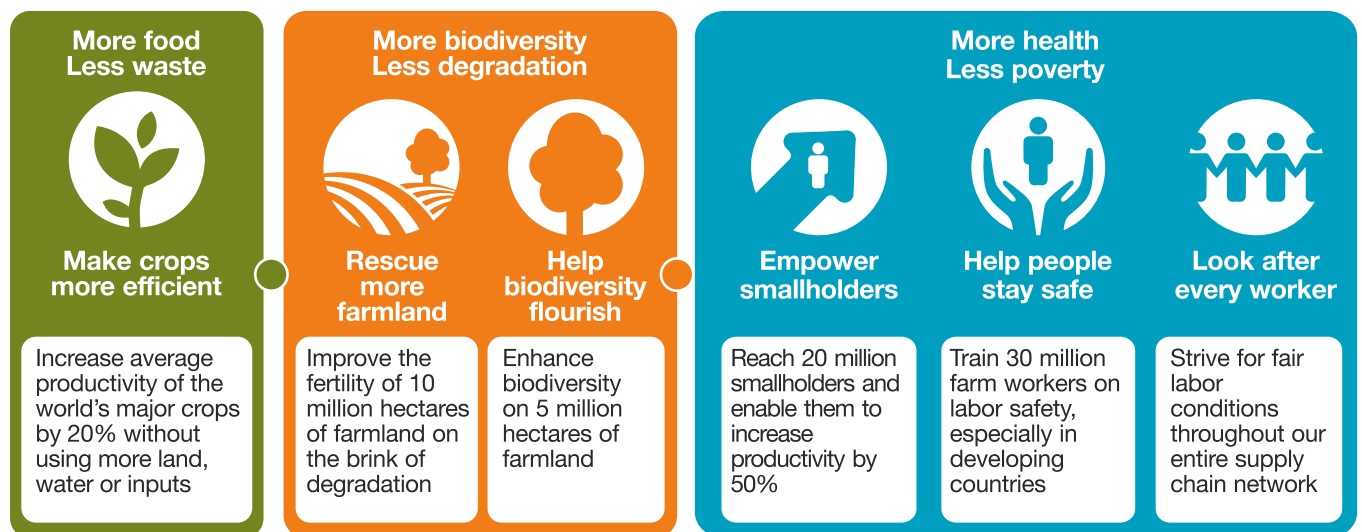 More food
Less waste
Make crops
more efficient
Increase average
productivity of the
world's major crops
by 20% without
using more land,
water or inputs
More biodiversity
Less degradation
Rescue
more
farmland
Improve the
fertility of 10
million hectares
of farmland on
the brink of
degradation
Help
biodiversity
flourish
Enhance
biodiversity
on 5 million
hectares of
farmland
More health
Less poverty
Empower
smallholders
Reach 20 million
smallholders and
enable them to
increase
productivity by
50%
Help people
stay safe
Train 30 million
farm workers on
labor safety,
especially in
developing
countries
Look after
every worker
Strive for fair
labor
conditions
throughout our
entire supply
chain network